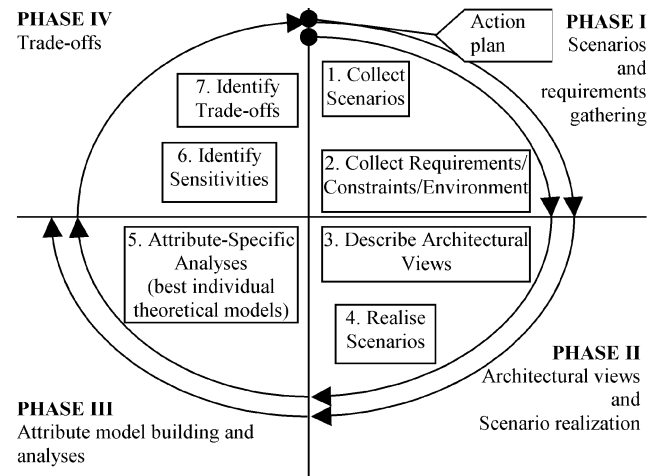 PHASE IV
Trade-offs
Action
plan
PHASE I
Scenarios
and
requirements
gathering
7. Identify
Trade-offs
1. Collect
Scenarios
6. Identify
Sensitivities
2. Collect Requirements/
Constraints/Environment
5. Attribute-Specific
Analyses
(best individual
theoretical models)
3. Describe Architectural
Views
4. Realise
Scenarios
PHASE III
Attribute model building and
analyses
PHASE II
Architectural views
and
Scenario realization